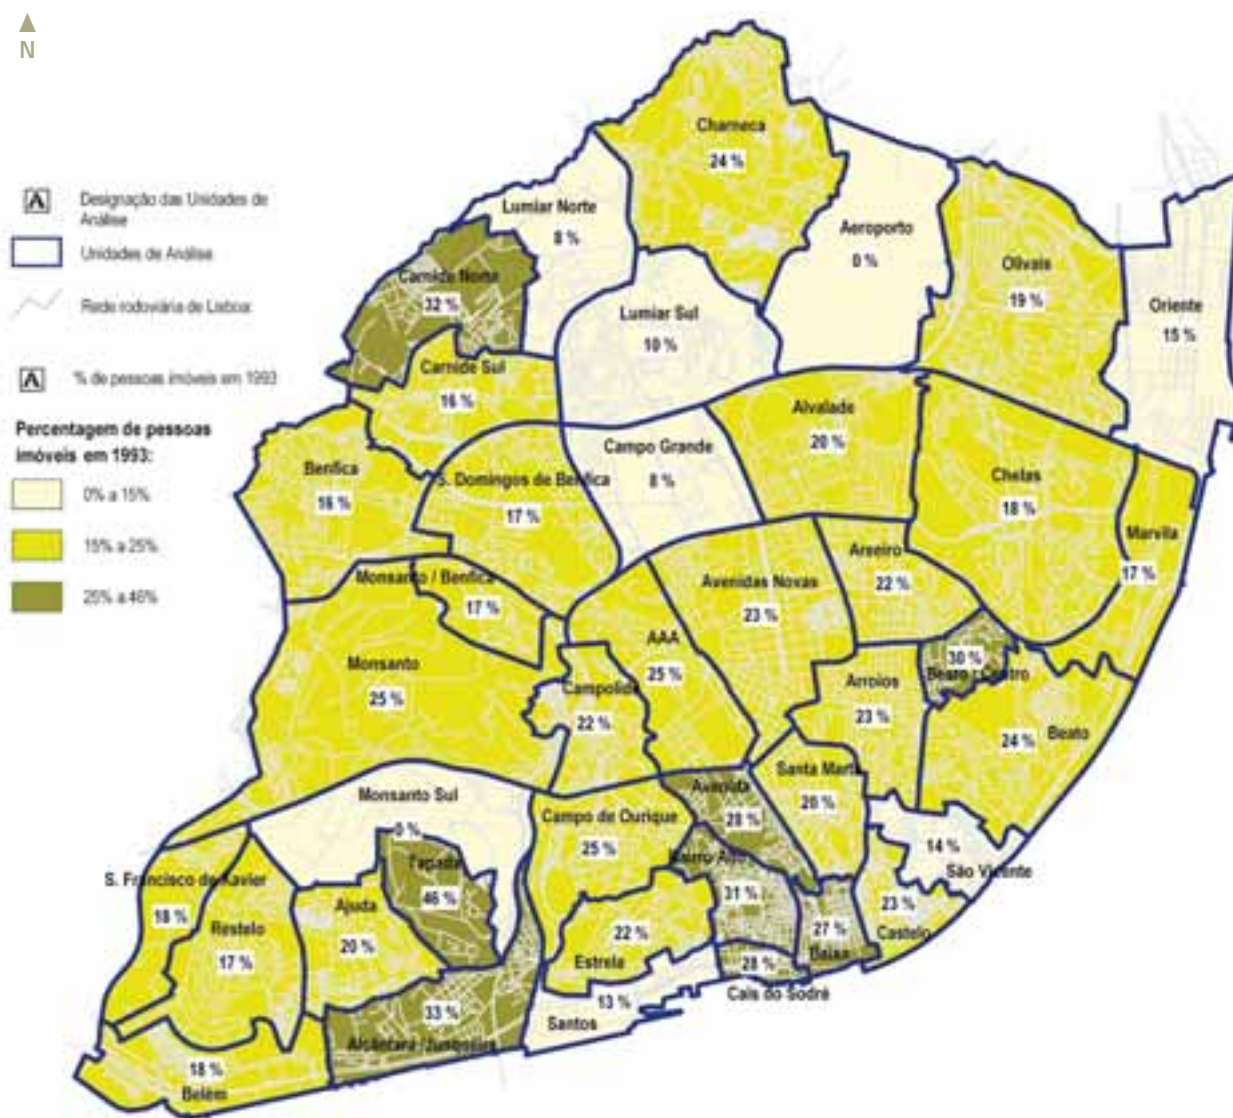 N
Designação das Unidades de
Análise
Unidades de Análise
Rede rodoviária de Lisboa
% de pessoas imóveis em 1993
Percentagem de pessoas
imóveis em 1993:
0% a 15%
15% a 25%
25% a 46%
Charneca
24 %
Lumiar Norte
8 %
Aeroporto
0 %
Carnide Norte
32 %
Olivais
19 %
Oriente
15 %
Lumiar Sul
10 %
Carnide Sul
16 %
Alvalade
20 %
Campo Grande
8 %
Benfica
16 %
S. Domingos de Benfica
17 %
Chelas
18 %
Marvila
17 %
Areeiro
22 %
Monsanto / Benfica
17 %
Avenidas Novas
23 %
AAA
25 %
Monsanto
25 %
Campolide
22 %
30 %
Beato / Centro
Arroios
23 %
Beato
24 %
Santa Marta
20 %
Avenida
28 %
Monsanto Sul
0 %
Campo de Ourique
25 %
14 %
São Vicente
Bairro Alto
31 %
Tapada
46 %
S. Francisco de Xavier
18 %
Restelo
17 %
Ajuda
20 %
22 %
Estrela
27 %
Baixa
23 %
Castelo
28 %
Cais do Sodré
13 %
Santos
33 %
Alcântara /Junqueira
18 %
Belém